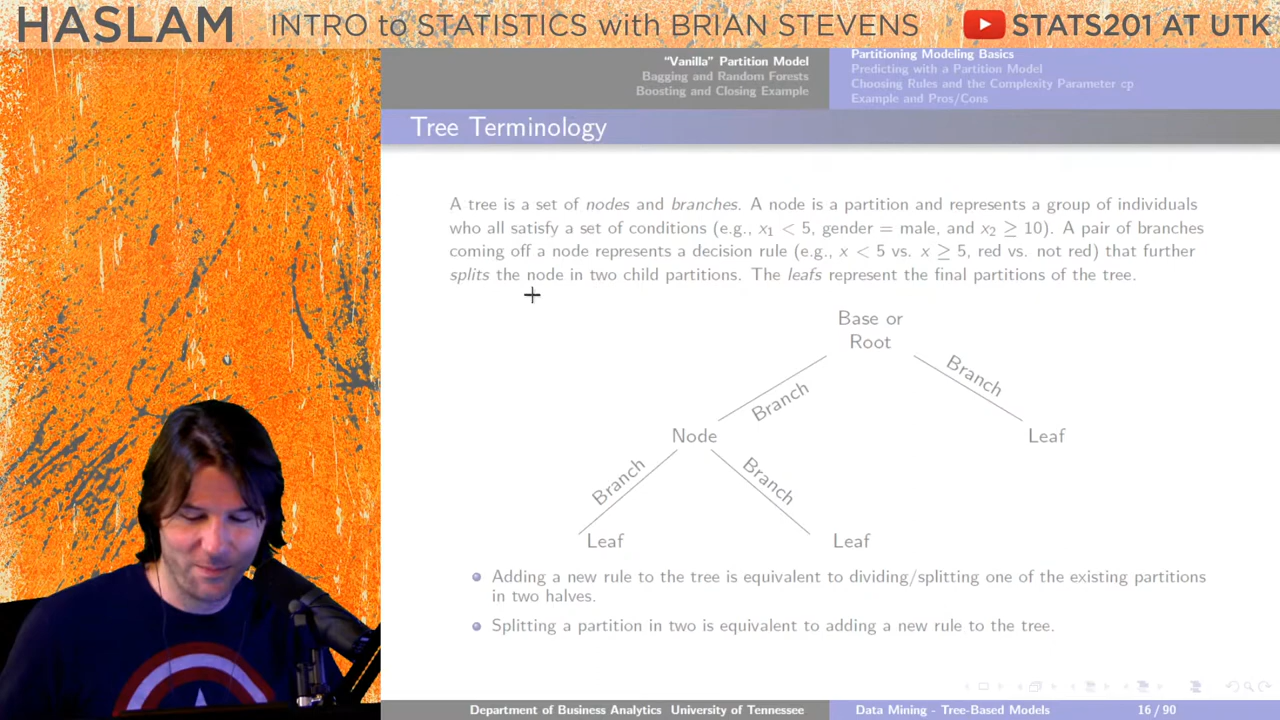 HASLAM INTRO to STATISTICS with BRIAN STEVENS STATS201 AT UTK
"Vanilla" Partition Model
Bagging and Random Forests
Boosting and Closing Example
Partitioning Modeling Basics
Predicting with a Partition Model
Choosing Rules and the Complexity Parameter cp
Example and Pros/Cons
Tree Terminology
A tree is a set of nodes and branches. A node is a partition and represents a group of individuals
who all satisfy a set of conditions (e.g., x₁ < 5, gender = male, and x₂ ≥ 10). A pair of branches
coming off a node represents a decision rule (e.g., x < 5 vs. x ≥ 5, red vs. not red) that further
splits the node in two child partitions. The leafs represent the final partitions of the tree.
Base or
Root
Branch
Branch
Node
Leaf
Branch
Branch
Leaf
Leaf
Adding a new rule to the tree is equivalent to dividing/splitting one of the existing partitions
in two halves.
Splitting a partition in two is equivalent to adding a new rule to the tree.
Department of Business Analytics University of Tennessee
Data Mining - Tree-Based Models
16 / 90